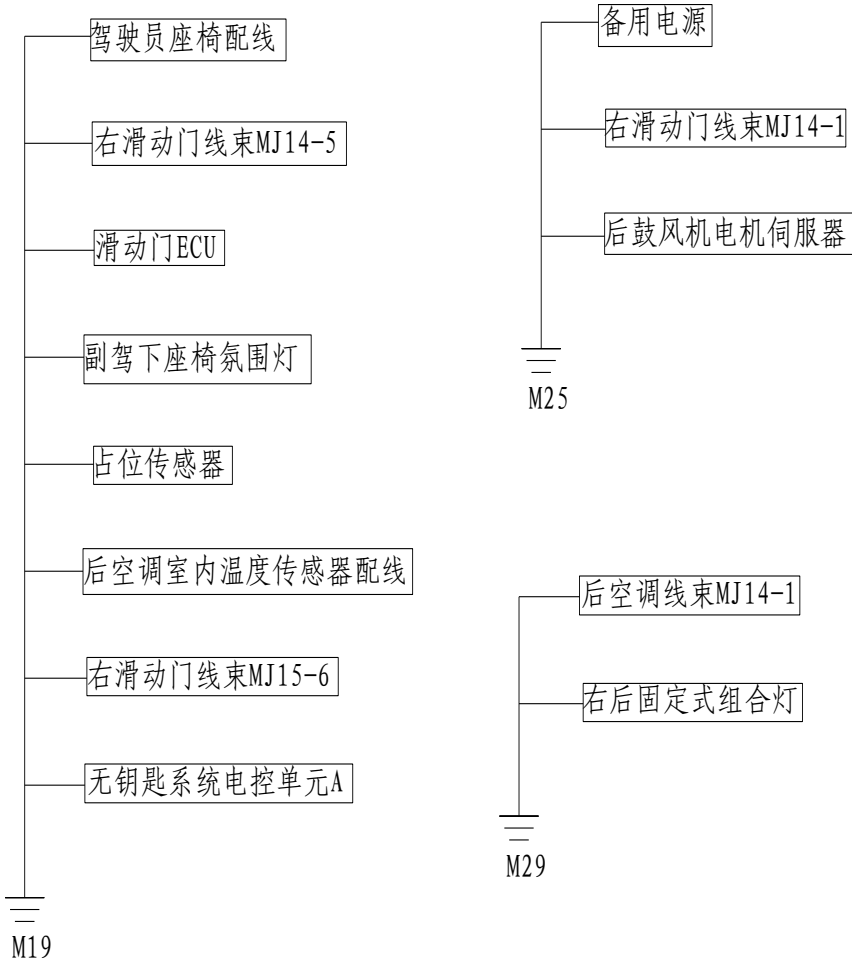 驾驶员座椅配线
右滑动门线束MJ14-5
滑动门ECU
副驾下座椅氛围灯
占位传感器
后空调室内温度传感器配线
右滑动门线束MJ15-6
无钥匙系统电控单元A
M19
备用电源
右滑动门线束MJ14-1
后鼓风机电机伺服器
M25
后空调线束MJ14-1
右后固定式组合灯
M29